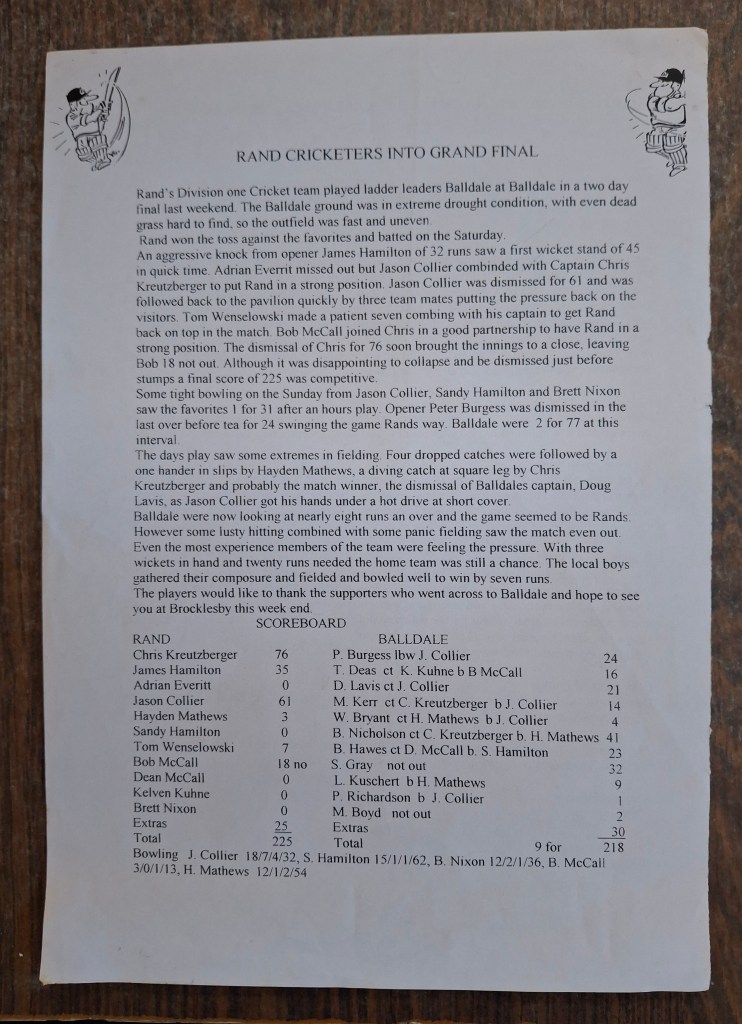 RAND CRICKETERS INTO GRAND FINAL
Rand's Division one Cricket team played ladder leaders Balldale at Balldale in a two day
final last weekend. The Balldale ground was in extreme drought condition, with even dead
grass hard to find, so the outfield was fast and uneven.
Rand won the toss against the favorites and batted on the Saturday.
An aggressive knock from opener James Hamilton of 32 runs saw a first wicket stand of 45
in quick time. Adrian Everrit missed out but Jason Collier combinded with Captain Chris
Kreutzberger to put Rand in a strong position. Jason Collier was dismissed for 61 and was
followed back to the pavilion quickly by three team mates putting the pressure back on the
visitors. Tom Wenselowski made a patient seven combing with his captain to get Rand
back on top in the match. Bob McCall joined Chris in a good partnership to have Rand in a
strong position. The dismissal of Chris for 76 soon brought the innings to a close, leaving
Bob 18 not out. Although it was disappointing to collapse and be dismissed just before
stumps a final score of 225 was competitive.
Some tight bowling on the Sunday from Jason Collier, Sandy Hamilton and Brett Nixon
saw the favorites 1 for 31 after an hours play. Opener Peter Burgess was dismissed in the
last over before tea for 24 swinging the game Rands way. Balldale were 2 for 77 at this
interval.
The days play saw some extremes in fielding. Four dropped catches were followed by a
one hander in slips by Hayden Mathews, a diving catch at square leg by Chris
Kreutzberger and probably the match winner, the dismissal of Balldales captain, Doug
Lavis, as Jason Collier got his hands under a hot drive at short cover.
Balldale were now looking at nearly eight runs an over and the game seemed to be Rands.
However some lusty hitting combined with some panic fielding saw the match even out.
Even the most experience members of the team were feeling the pressure. With three
wickets in hand and twenty runs needed the home team was still a chance. The local boys
gathered their composure and fielded and bowled well to win by seven runs.
The players would like to thank the supporters who went across to Balldale and hope to see
you at Brocklesby this week end.
SCOREBOARD
RAND BALLDALE
Chris Kreutzberger 76 P. Burgess lbw J. Collier 24
James Hamilton 35 T. Deas ct K. Kuhne b B McCall 16
Adrian Everitt 0 D. Lavis ct J. Collier 21
Jason Collier 61 M. Kerr ct C. Kreutzberger b J. Collier 14
Hayden Mathews 3 W. Bryant ct H. Mathews b J. Collier 4
Sandy Hamilton 0 B. Nicholson ct C. Kreutzberger b. H. Mathews 41
Tom Wenselowski 7 B. Hawes ct D. McCall b. S. Hamilton 23
Bob McCall 18 no S. Gray not out 32
Dean McCall 0 L. Kuschert b H. Mathews 9
Kelven Kuhne 0 P. Richardson b J. Collier 1
Brett Nixon 0 M. Boyd not out 2
Extras 25 Extras 30
Total 225 Total 9 for 218
Bowling J. Collier 18/7/4/32, S. Hamilton 15/1/1/62, B. Nixon 12/2/1/36, B. McCall
3/0/1/13, H. Mathews 12/1/2/54